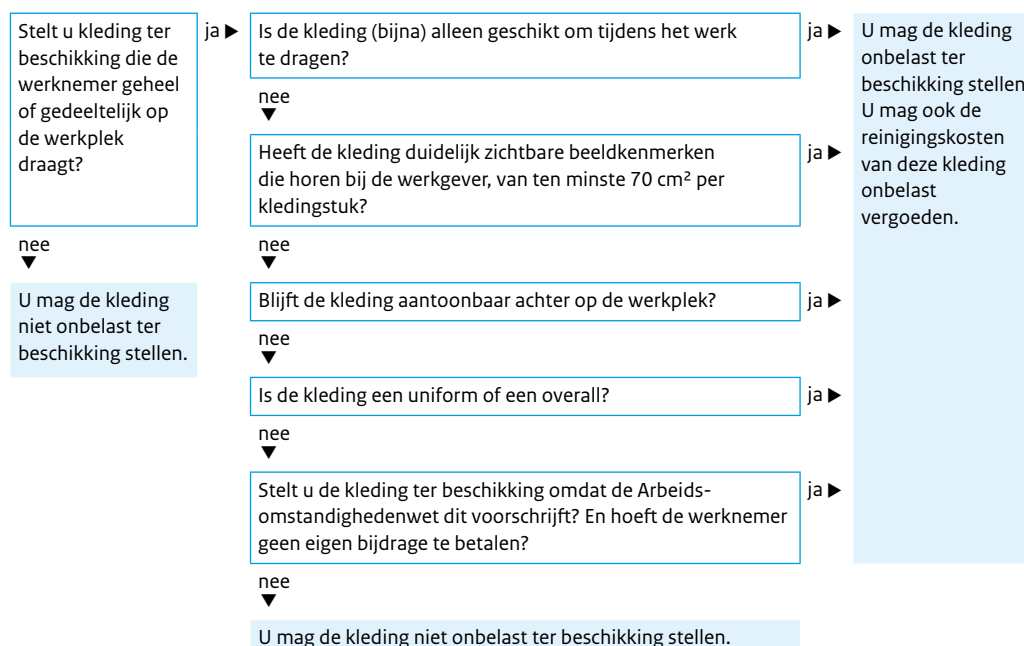 Stelt u kleding ter
beschikking die de
werknemer geheel
of gedeeltelijk op
de werkplek
draagt?
ja ▶
nee
▼
U mag de kleding
niet onbelast ter
beschikking stellen.
Is de kleding (bijna) alleen geschikt om tijdens het werk
te dragen?
ja ▶
nee
▼
Heeft de kleding duidelijk zichtbare beeldkenmerken
die horen bij de werkgever, van ten minste 70 cm² per
kledingstuk?
ja ▶
nee
▼
Blijft de kleding aantoonbaar achter op de werkplek?
ja ▶
nee
▼
Is de kleding een uniform of een overall?
ja ▶
nee
▼
Stelt u de kleding ter beschikking omdat de Arbeids-
omstandighedenwet dit voorschrijft? En hoeft de werknemer
geen eigen bijdrage te betalen?
ja ▶
nee
▼
U mag de kleding niet onbelast ter beschikking stellen.
U mag de kleding
onbelast ter
beschikking stellen
U mag ook de
reinigingskosten
van deze kleding
onbelast
vergoeden.